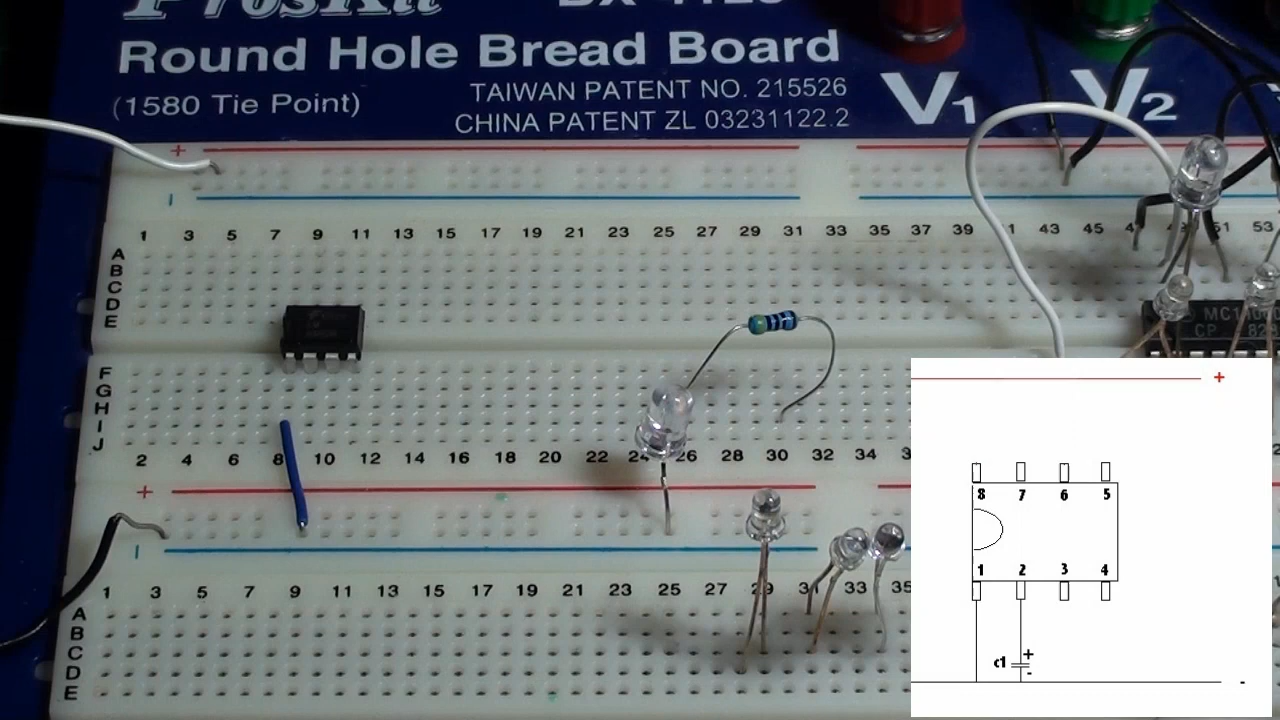 Round Hole Bread Board
(1580 Tie Point)
TAIWAN PATENT NO. 215526
CHINA PATENT ZL 03231122.2
V1 V2
+
1 3 5 7 9 11 13 15 17 19 21 23 25 27 29 31 33 35 37 39 43 45 51 53
A
B
C
D
E
F
G
H
I
J
2 4 6 8 10 12 14 16 18 20 22 24 26 28 30 32 34
+
1 3 5 7 9 11 13 15 17 19 21 23 25 27 29 31 33 35
A
B
C
D
E
CP
+
8 7 6 5
1 2 3 4
c1 +
-
-